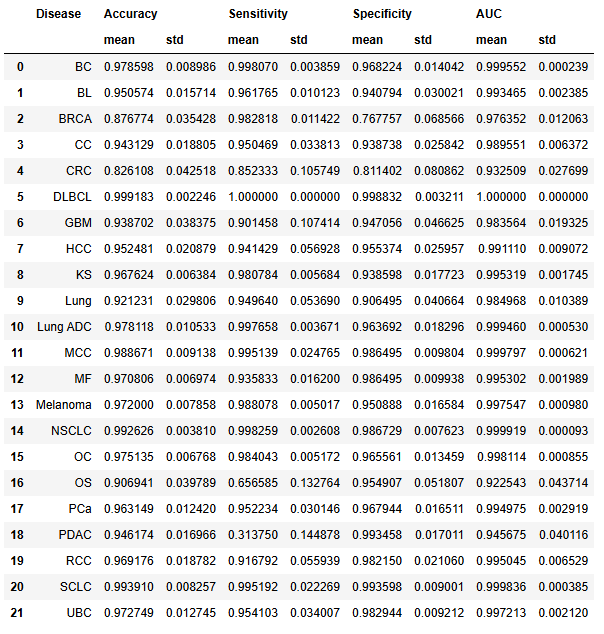 Disease Accuracy Sensitivity Specificity AUC
mean std mean std mean std mean std
0 BC 0.978598 0.008986 0.998070 0.003859 0.968224 0.014042 0.999552 0.000239
1 BL 0.950574 0.015714 0.961765 0.010123 0.940794 0.030021 0.993465 0.002385
2 BRCA 0.876774 0.035428 0.982818 0.011422 0.767757 0.068566 0.976352 0.012063
3 CC 0.943129 0.018805 0.950469 0.033813 0.938738 0.025842 0.989551 0.006372
4 CRC 0.826108 0.042518 0.852333 0.105749 0.811402 0.080862 0.932509 0.027699
5 DLBCL 0.999183 0.002246 1.000000 0.000000 0.998832 0.003211 1.000000 0.000000
6 GBM 0.938702 0.038375 0.901458 0.107414 0.947056 0.046625 0.983564 0.019325
7 HCC 0.952481 0.020879 0.941429 0.056928 0.955374 0.025957 0.991110 0.009072
8 KS 0.967624 0.006384 0.980784 0.005684 0.938598 0.017723 0.995319 0.001745
9 Lung 0.921231 0.029806 0.949640 0.053690 0.906495 0.040664 0.984968 0.010389
10 Lung ADC 0.978118 0.010533 0.997658 0.003671 0.963692 0.018296 0.999460 0.000530
11 MCC 0.988671 0.009138 0.995139 0.024765 0.986495 0.009804 0.999797 0.000621
12 MF 0.970806 0.006974 0.935833 0.016200 0.986495 0.009938 0.995302 0.001989
13 Melanoma 0.972000 0.007858 0.988078 0.005017 0.950888 0.016584 0.997547 0.000980
14 NSCLC 0.992626 0.003810 0.998259 0.002608 0.986729 0.007623 0.999919 0.000093
15 OC 0.975135 0.006768 0.984043 0.005172 0.965561 0.013459 0.998114 0.000855
16 OS 0.906941 0.039789 0.656585 0.132764 0.954907 0.051807 0.922543 0.043714
17 PCa 0.963149 0.012420 0.952234 0.030146 0.967944 0.016511 0.994975 0.002919
18 PDAC 0.946174 0.016966 0.313750 0.144878 0.993458 0.017011 0.945675 0.040116
19 RCC 0.969176 0.018782 0.916792 0.055939 0.982150 0.021060 0.995045 0.006529
20 SCLC 0.993910 0.008257 0.995192 0.022269 0.993598 0.009001 0.999836 0.000385
21 UBC 0.972749 0.012745 0.954103 0.034007 0.982944 0.009212 0.997213 0.002120